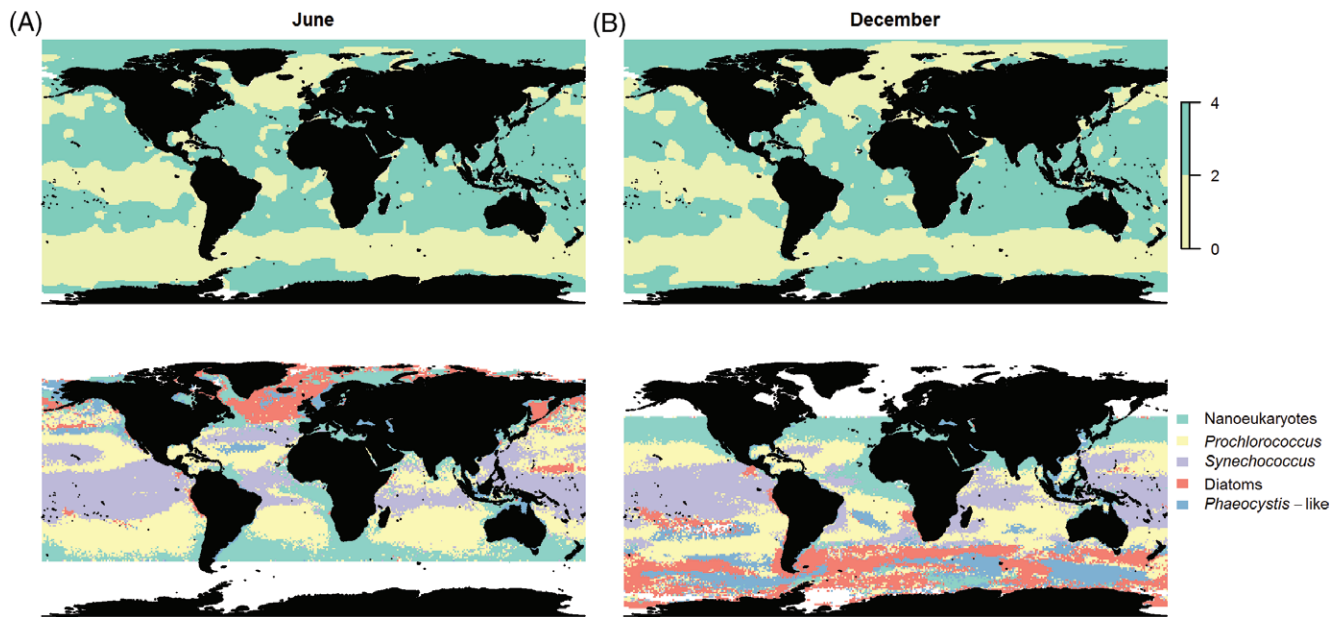 (A)
June
(B)
December
4
2
0
Nanoeukaryotes
Prochlorococcus
Synechococcus
Diatoms
Phaeocystis – like